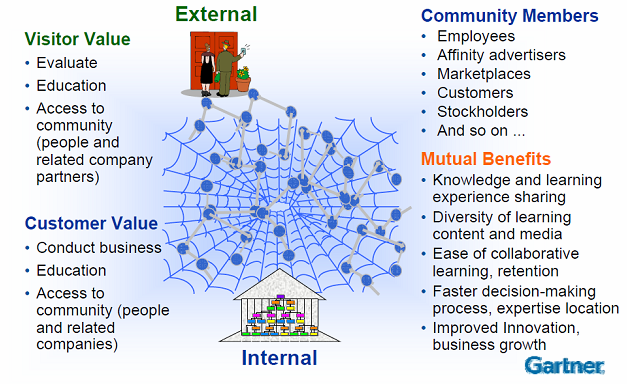 External
Visitor Value
• Evaluate
• Education
• Access to
community
(people and
related company
partners)
Customer Value
• Conduct business
• Education
• Access to
community (people
and related
companies)
Internal
Community Members
• Employees
• Affinity advertisers
• Marketplaces
• Customers
• Stockholders
• And so on ...
Mutual Benefits
• Knowledge and learning
experience sharing
• Diversity of learning
content and media
• Ease of collaborative
learning, retention
• Faster decision-making
process, expertise location
• Improved Innovation,
business growth
Gartner